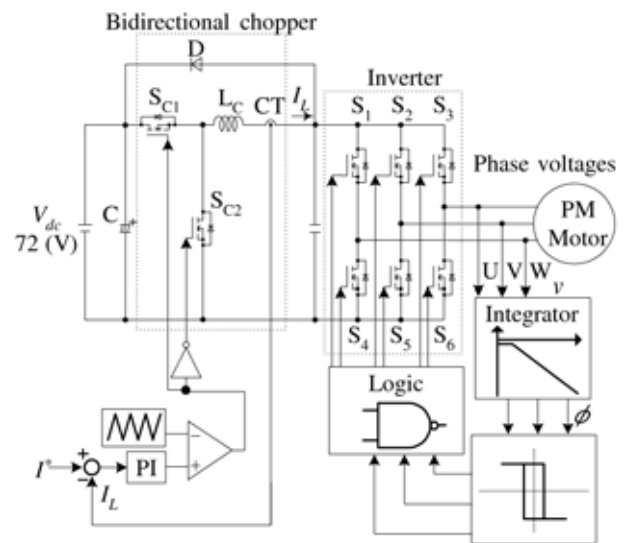 Bidirectional chopper
D
Inverter
S_C1
L_C
CT
I_L
S_1
S_2
S_3
Phase voltages
S_C2
V_dc
72 (V)
C
+
PM
Motor
U
V
W
v
Integrator
S_4
S_5
S_6
Logic
ϕ
−
+
PI
I*
+
−
I_L